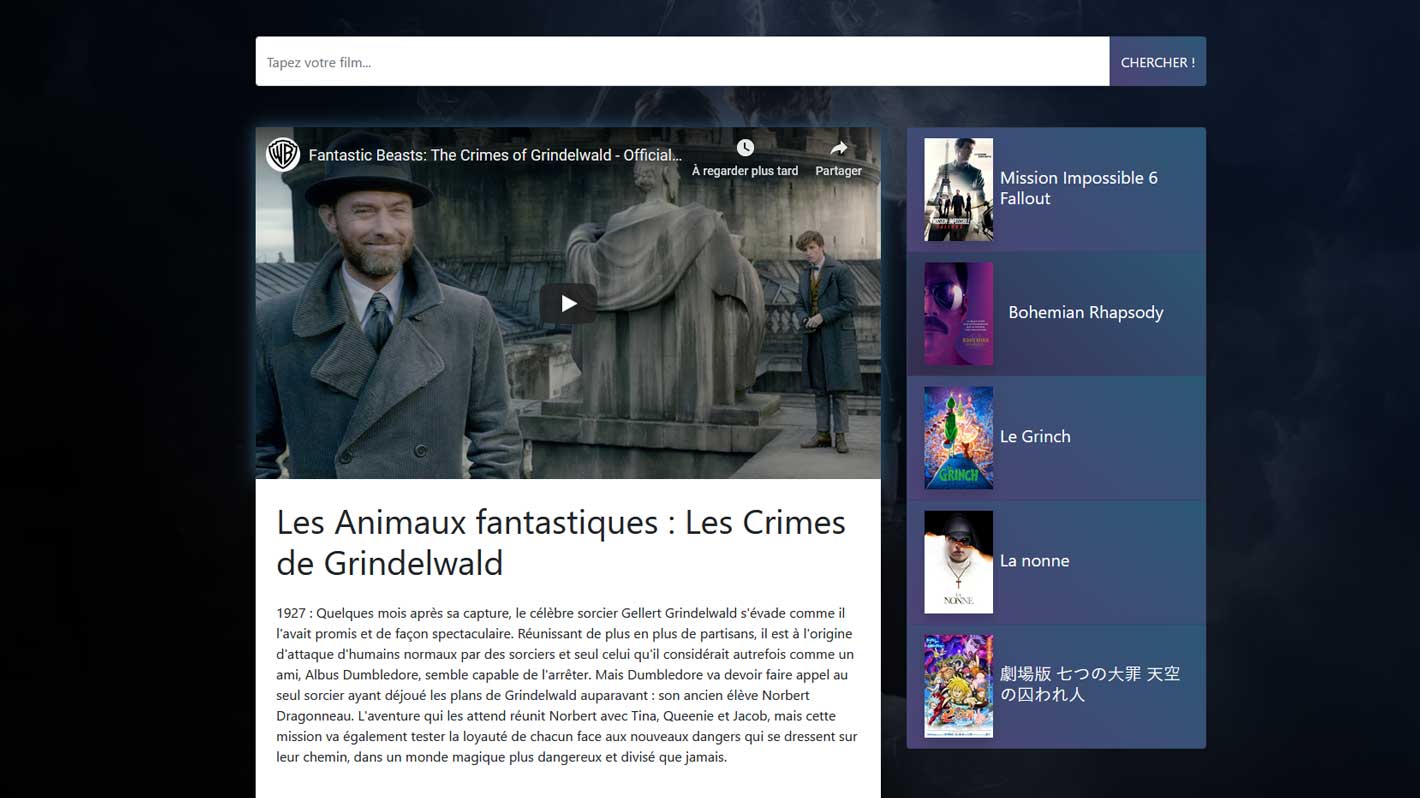 Tapez votre film...
CHERCHER !
Fantastic Beasts: The Crimes of Grindelwald - Official...
À regarder plus tard
Partager
Les Animaux fantastiques : Les Crimes
de Grindelwald
1927 : Quelques mois après sa capture, le célèbre sorcier Gellert Grindelwald s'évade comme il
l'avait promis et de façon spectaculaire. Réunissant de plus en plus de partisans, il est à l'origine
d'attaque d'humains normaux par des sorciers et seul celui qu'il considérait autrefois comme un
ami, Albus Dumbledore, semble capable de l'arrêter. Mais Dumbledore va devoir faire appel au
seul sorcier ayant déjoué les plans de Grindelwald auparavant : son ancien élève Norbert
Dragonneau. L'aventure qui les attend réunit Norbert avec Tina, Queenie et Jacob, mais cette
mission va également tester la loyauté de chacun face aux nouveaux dangers qui se dressent sur
leur chemin, dans un monde magique plus dangereux et divisé que jamais.
Mission Impossible 6
Fallout
Bohemian Rhapsody
GRINCH
Le Grinch
LA
NONNE
La nonne
劇場版 七つの大罪 天空
の囚われ人